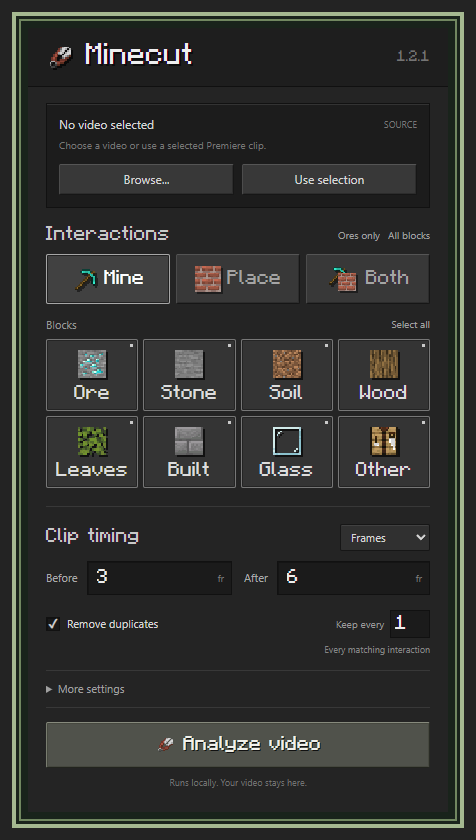 Minecut 1.2.1
No video selected SOURCE
Choose a video or use a selected Premiere clip.
Browse... Use selection
Interactions Ores only All blocks
Mine Place Both
Blocks Select all
Ore Stone Soil Wood
Leaves Built Glass Other
Clip timing Frames
Before 3 fr After 6 fr
Remove duplicates Keep every 1
Every matching interaction
More settings
Analyze video
Runs locally. Your video stays here.